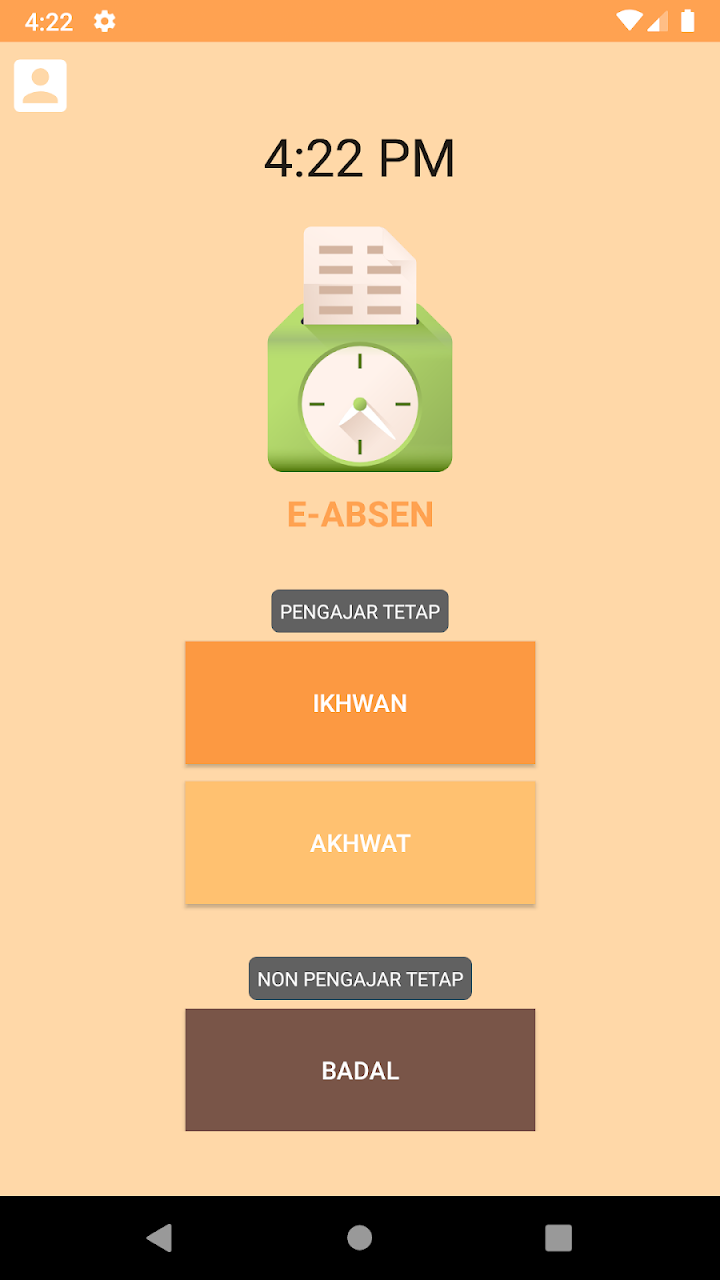 4:22
4:22 PM
E-ABSEN
PENGAJAR TETAP
IKHWAN
AKHWAT
NON PENGAJAR TETAP
BADAL